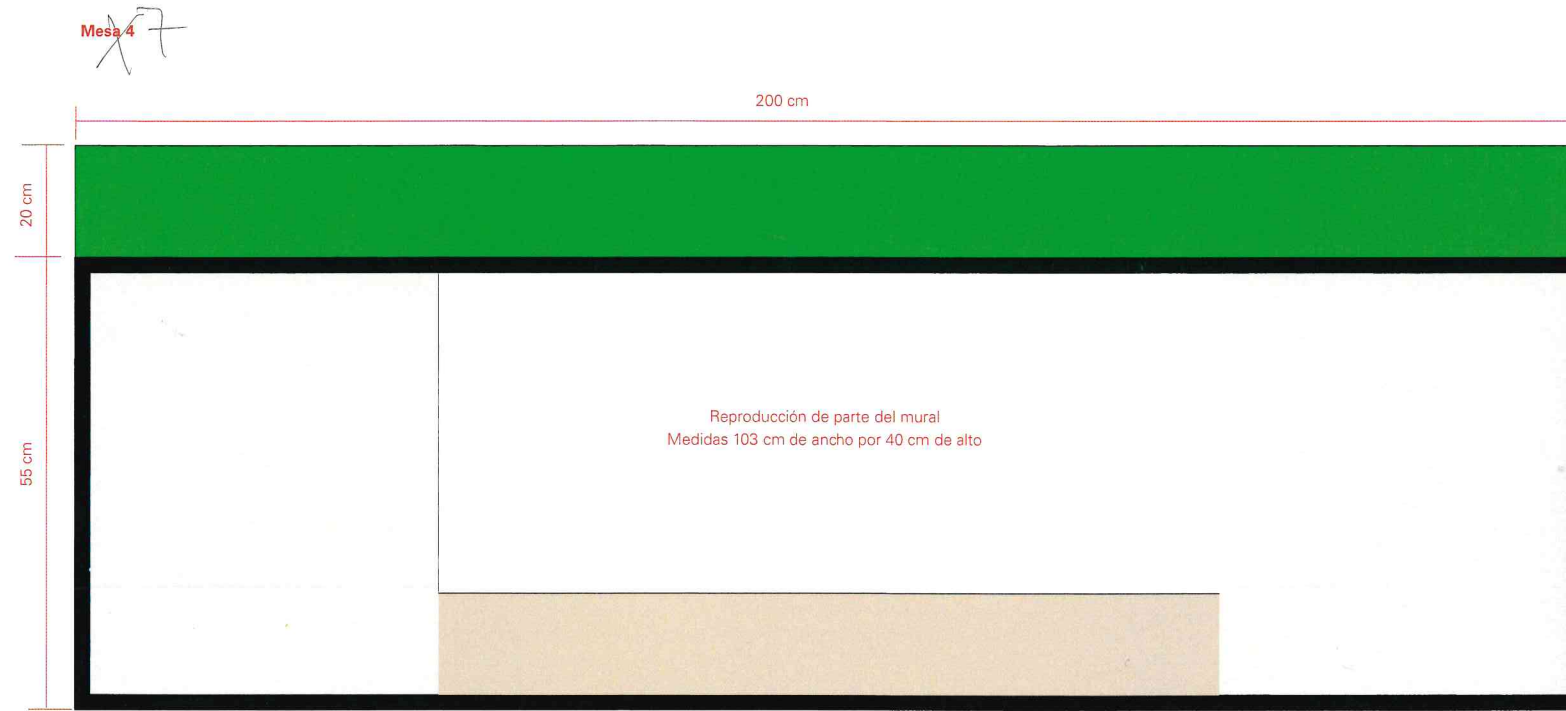 Mesa 4 7
200 cm
20 cm
55 cm
Reproducción de parte del mural
Medidas 103 cm de ancho por 40 cm de alto